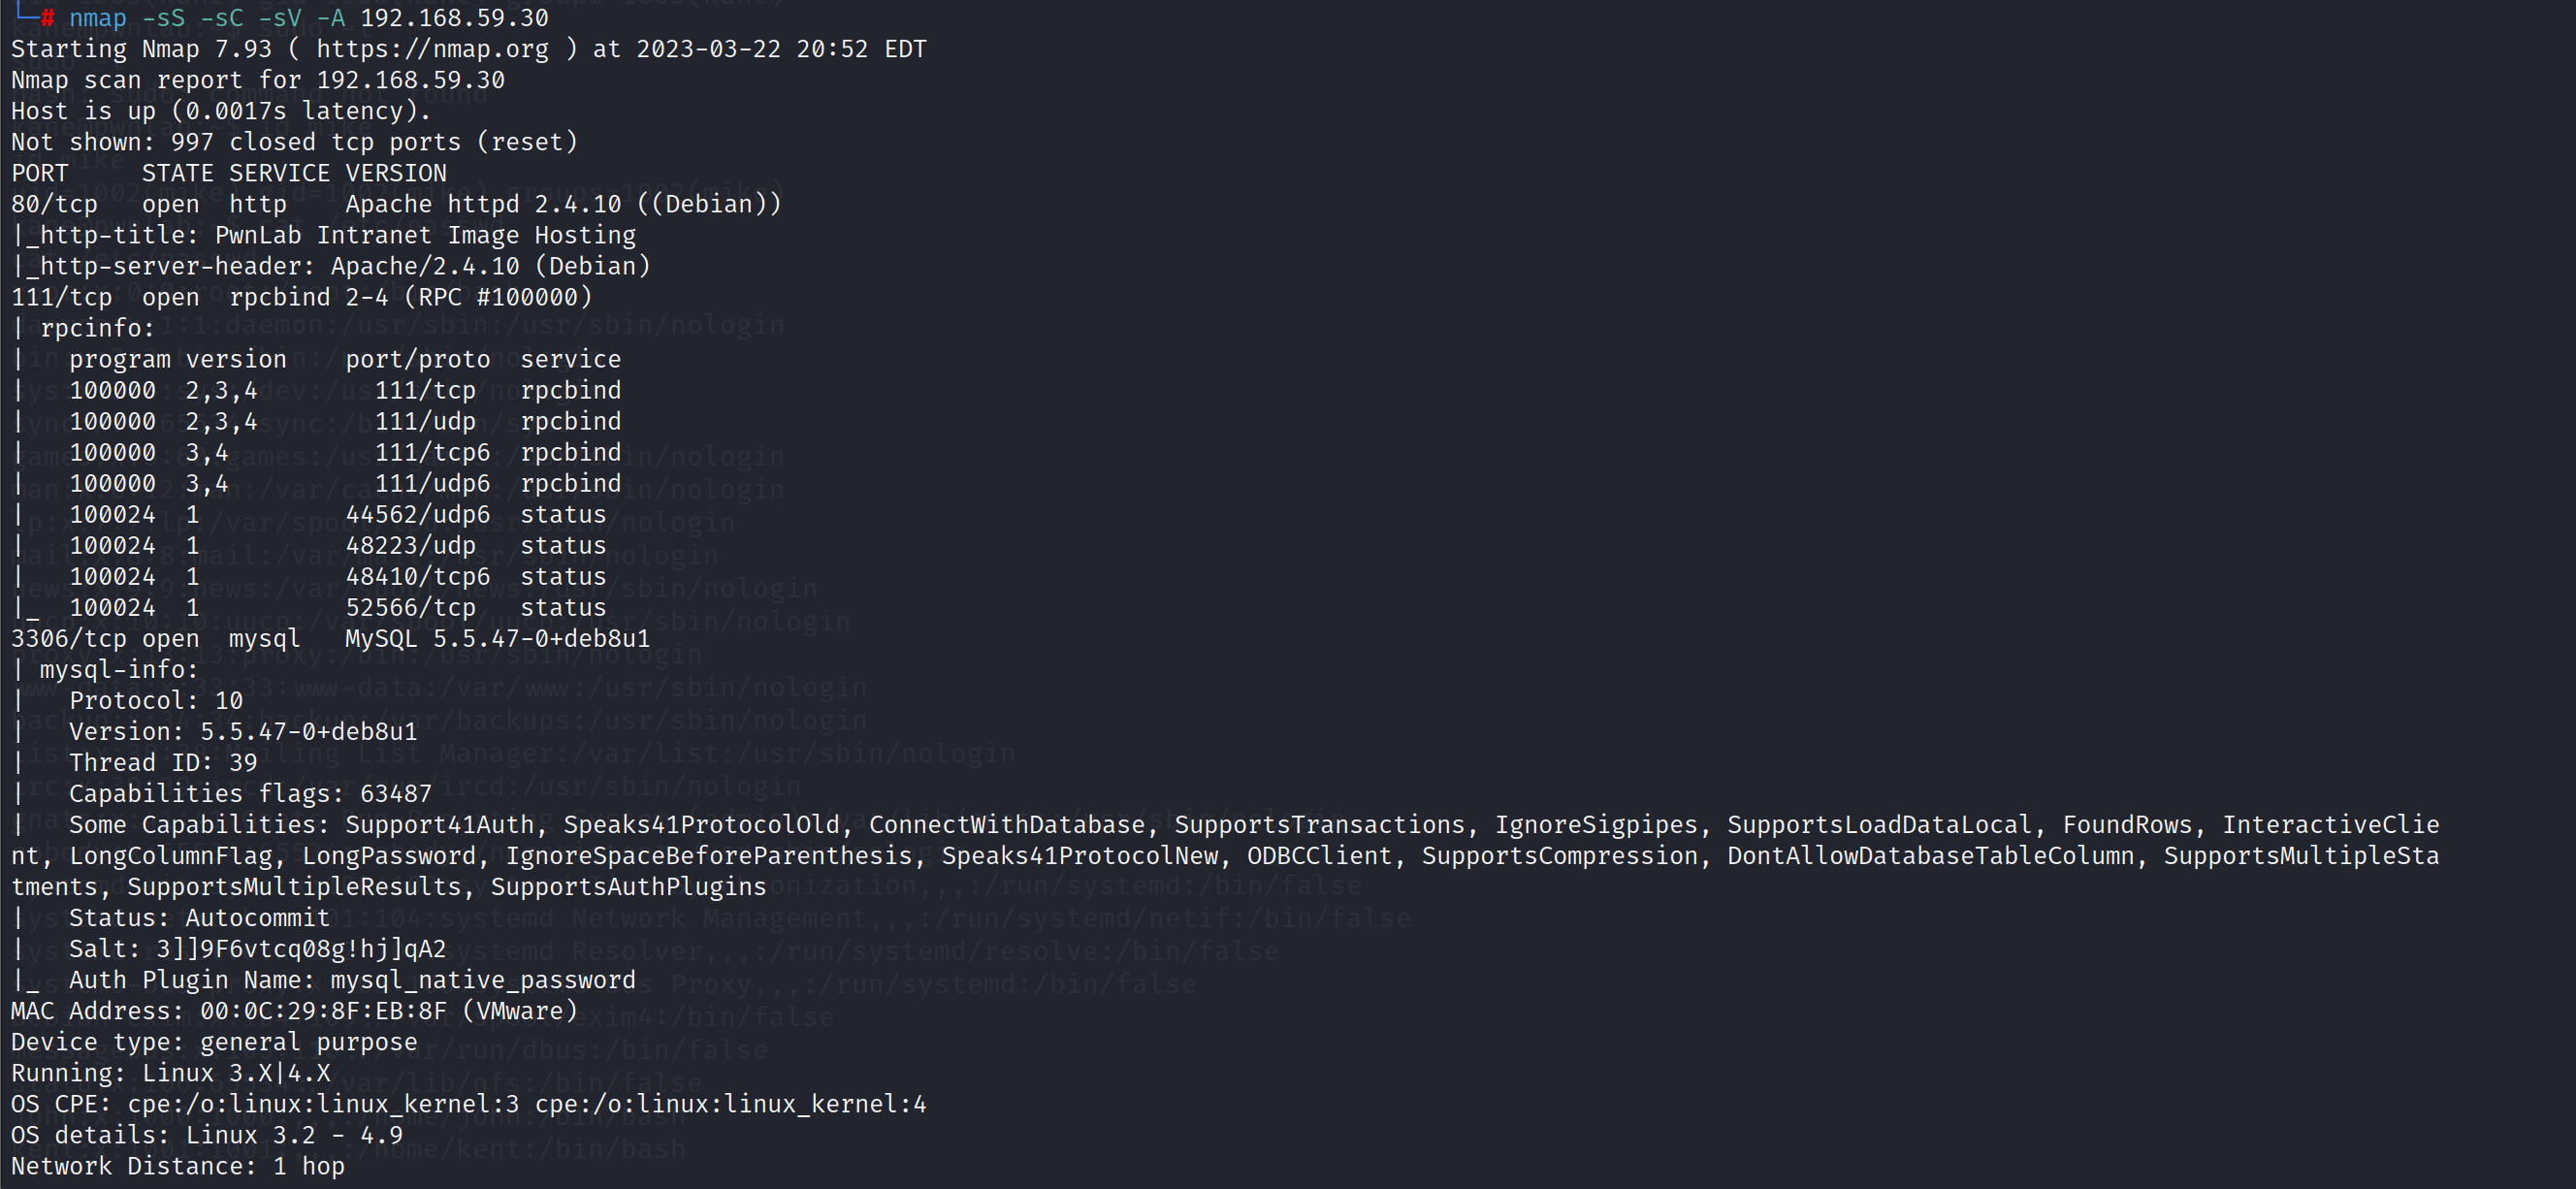 └─# nmap -sS -sC -sV -A 192.168.59.30
Starting Nmap 7.93 ( https://nmap.org ) at 2023-03-22 20:52 EDT
Nmap scan report for 192.168.59.30
Host is up (0.0017s latency).
Not shown: 997 closed tcp ports (reset)
PORT     STATE SERVICE VERSION
80/tcp   open  http    Apache httpd 2.4.10 ((Debian))
|_http-title: PwnLab Intranet Image Hosting
|_http-server-header: Apache/2.4.10 (Debian)
111/tcp  open  rpcbind 2-4 (RPC #100000)
| rpcinfo:
|   program version    port/proto  service
|   100000  2,3,4        111/tcp   rpcbind
|   100000  2,3,4        111/udp   rpcbind
|   100000  3,4          111/tcp6  rpcbind
|   100000  3,4          111/udp6  rpcbind
|   100024  1          44562/udp6  status
|   100024  1          48223/udp   status
|   100024  1          48410/tcp6  status
|_  100024  1          52566/tcp   status
3306/tcp open  mysql   MySQL 5.5.47-0+deb8u1
| mysql-info:
|   Protocol: 10
|   Version: 5.5.47-0+deb8u1
|   Thread ID: 39
|   Capabilities flags: 63487
|   Some Capabilities: Support41Auth, Speaks41ProtocolOld, ConnectWithDatabase, SupportsTransactions, IgnoreSigpipes, SupportsLoadDataLocal, FoundRows, InteractiveClie
nt, LongColumnFlag, LongPassword, IgnoreSpaceBeforeParenthesis, Speaks41ProtocolNew, ODBCClient, SupportsCompression, DontAllowDatabaseTableColumn, SupportsMultipleSta
tments, SupportsMultipleResults, SupportsAuthPlugins
|   Status: Autocommit
|   Salt: 3]]9F6vtcq08g!hj]qA2
|_  Auth Plugin Name: mysql_native_password
MAC Address: 00:0C:29:8F:EB:8F (VMware)
Device type: general purpose
Running: Linux 3.X|4.X
OS CPE: cpe:/o:linux:linux_kernel:3 cpe:/o:linux:linux_kernel:4
OS details: Linux 3.2 - 4.9
Network Distance: 1 hop